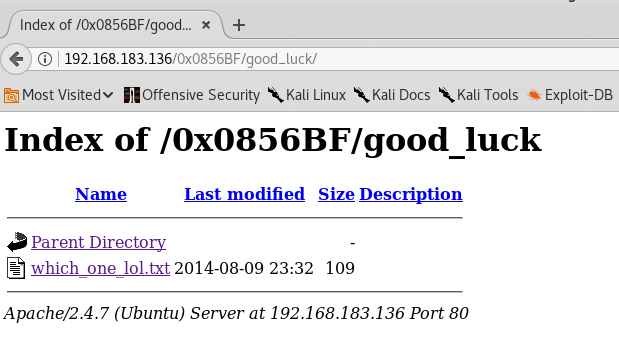 Index of /0x0856BF/good...
192.168.183.136/0x0856BF/good_luck/
Most Visited Offensive Security Kali Linux Kali Docs Kali Tools Exploit-DB
Index of /0x0856BF/good_luck
Name Last modified Size Description
Parent Directory -
which_one_lol.txt 2014-08-09 23:32 109
Apache/2.4.7 (Ubuntu) Server at 192.168.183.136 Port 80